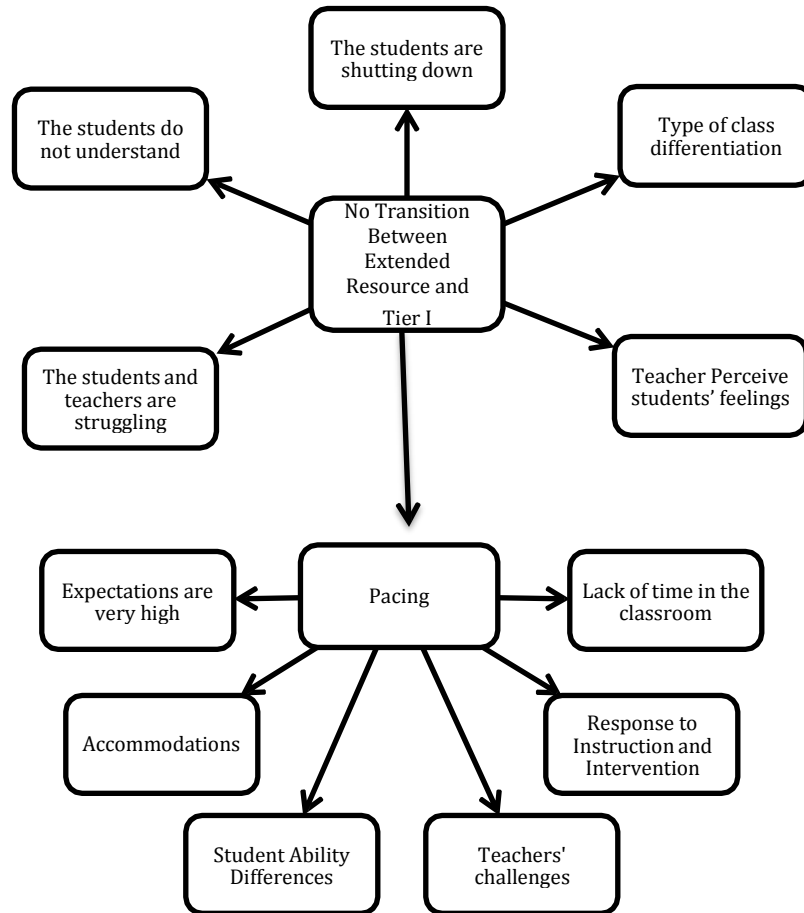 The students are
shutting down
The students do
not understand
Type of class
differentiation
No Transition
Between
Extended
Resource and
Tier I
The students and
teachers are
struggling
Teacher Perceive
students’ feelings
Expectations are
very high
Pacing
Lack of time in the
classroom
Accommodations
Response to
Instruction and
Intervention
Student Ability
Differences
Teachers'
challenges